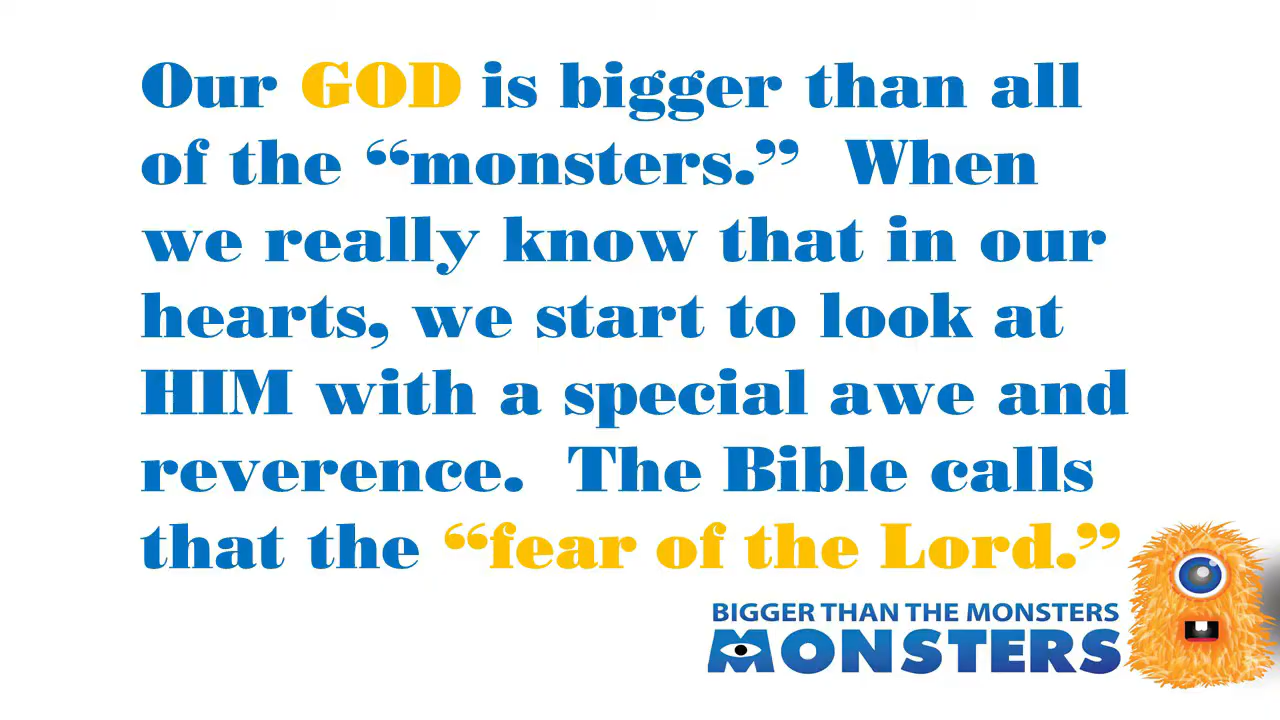 Our GOD is bigger than all
of the “monsters.”  When
we really know that in our
hearts, we start to look at
HIM with a special awe and
reverence.  The Bible calls
that the “fear of the Lord.”
BIGGER THAN THE MONSTERS
MONSTERS